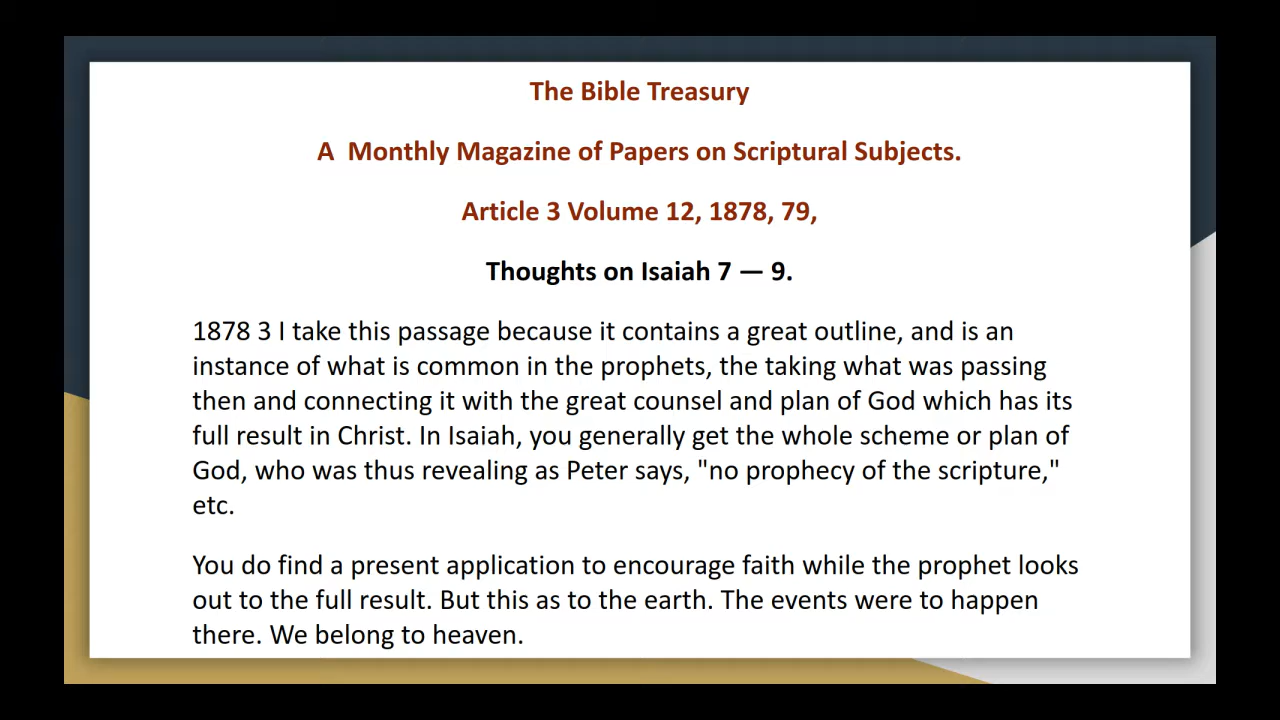 The Bible Treasury
A  Monthly Magazine of Papers on Scriptural Subjects.
Article 3 Volume 12, 1878, 79,
Thoughts on Isaiah 7 — 9.
1878 3 I take this passage because it contains a great outline, and is an
instance of what is common in the prophets, the taking what was passing
then and connecting it with the great counsel and plan of God which has its
full result in Christ. In Isaiah, you generally get the whole scheme or plan of
God, who was thus revealing as Peter says, "no prophecy of the scripture,"
etc.
You do find a present application to encourage faith while the prophet looks
out to the full result. But this as to the earth. The events were to happen
there. We belong to heaven.